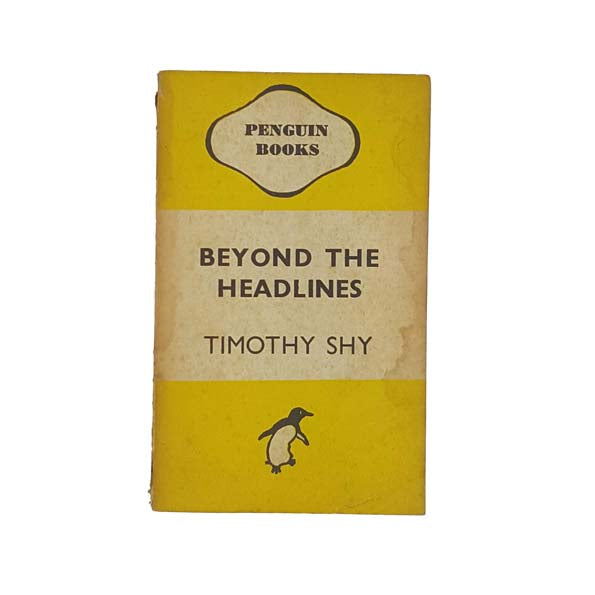 PENGUIN
BOOKS
BEYOND THE
HEADLINES
TIMOTHY SHY